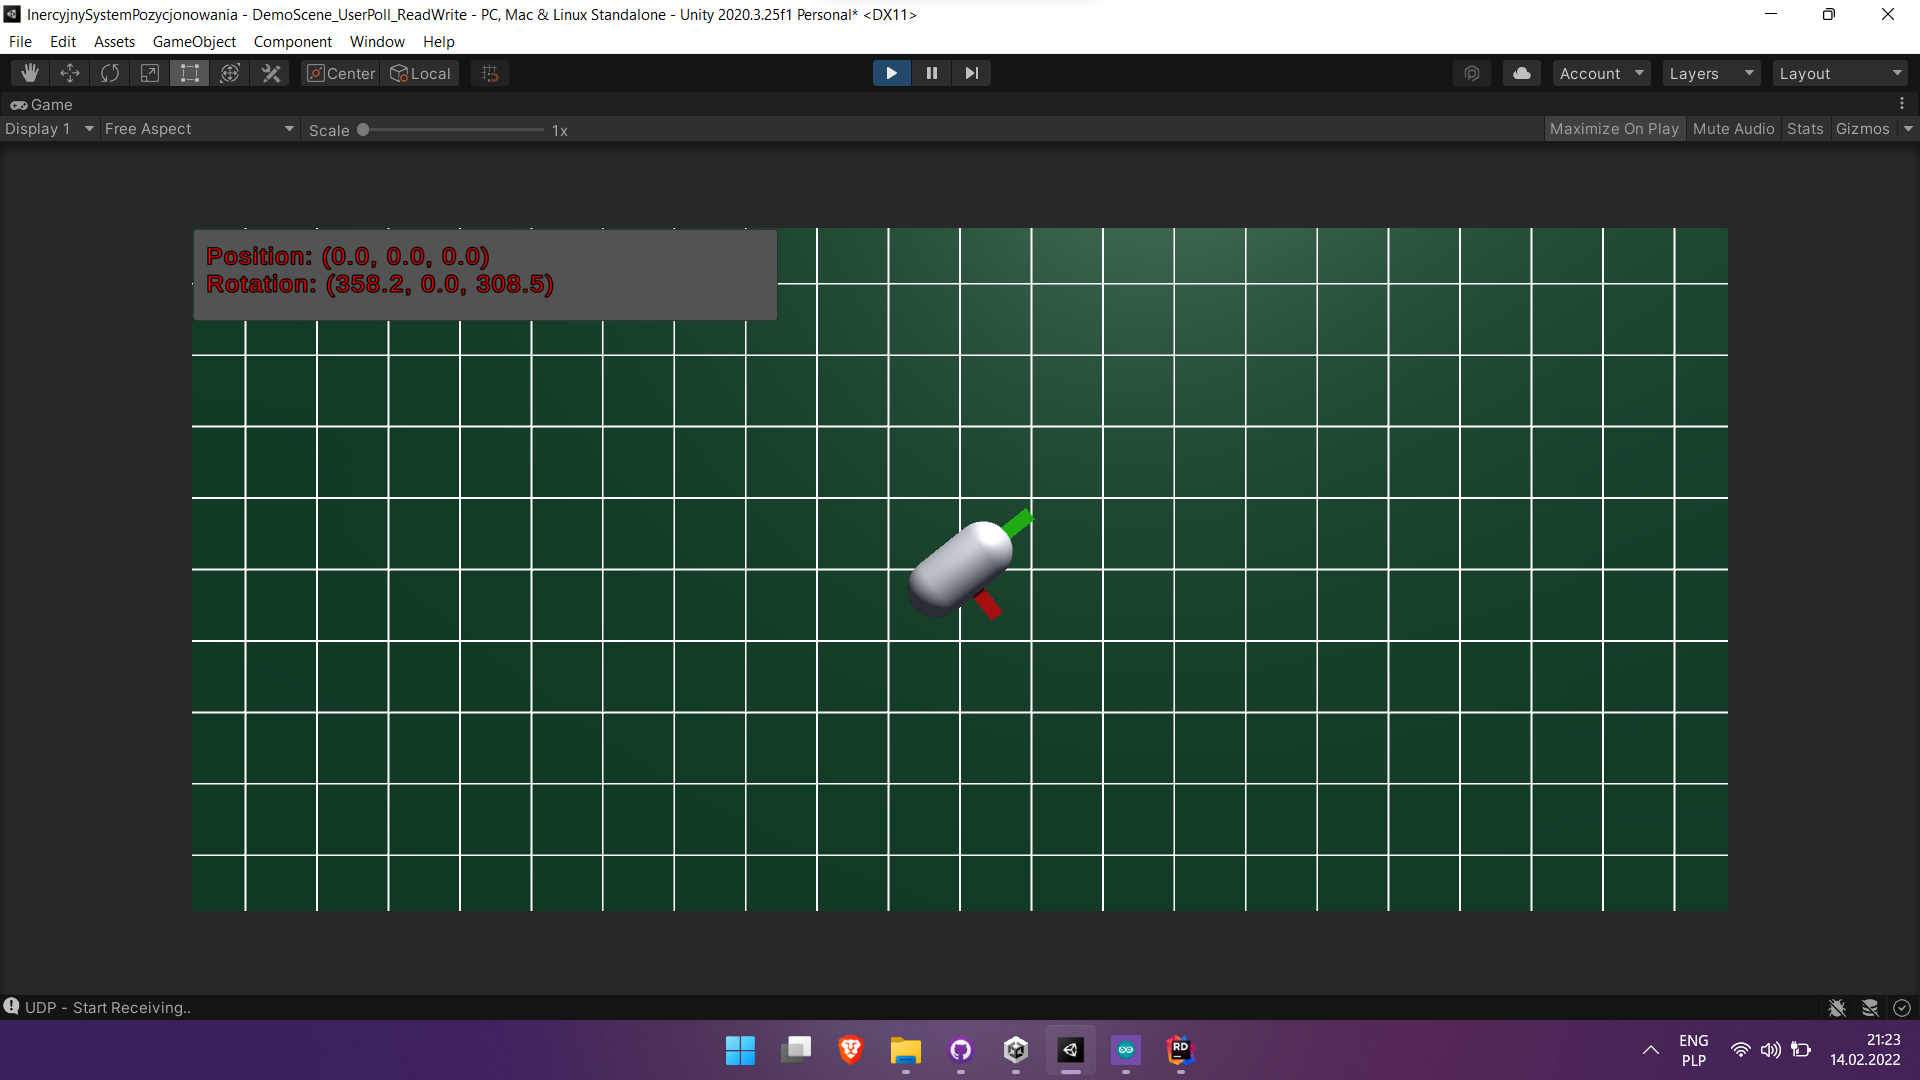 InercyjnySystemPozycjonowania - DemoScene_UserPoll_ReadWrite - PC, Mac & Linux Standalone - Unity 2020.3.25f1 Personal* <DX11>
File Edit Assets GameObject Component Window Help
Center Local Account Layers Layout
Game
Display 1 Free Aspect Scale 1x Maximize On Play Mute Audio Stats Gizmos
Position: (0.0, 0.0, 0.0)
Rotation: (358.2, 0.0, 308.5)
UDP - Start Receiving..
RD
ENG 21:23
PLP 14.02.2022